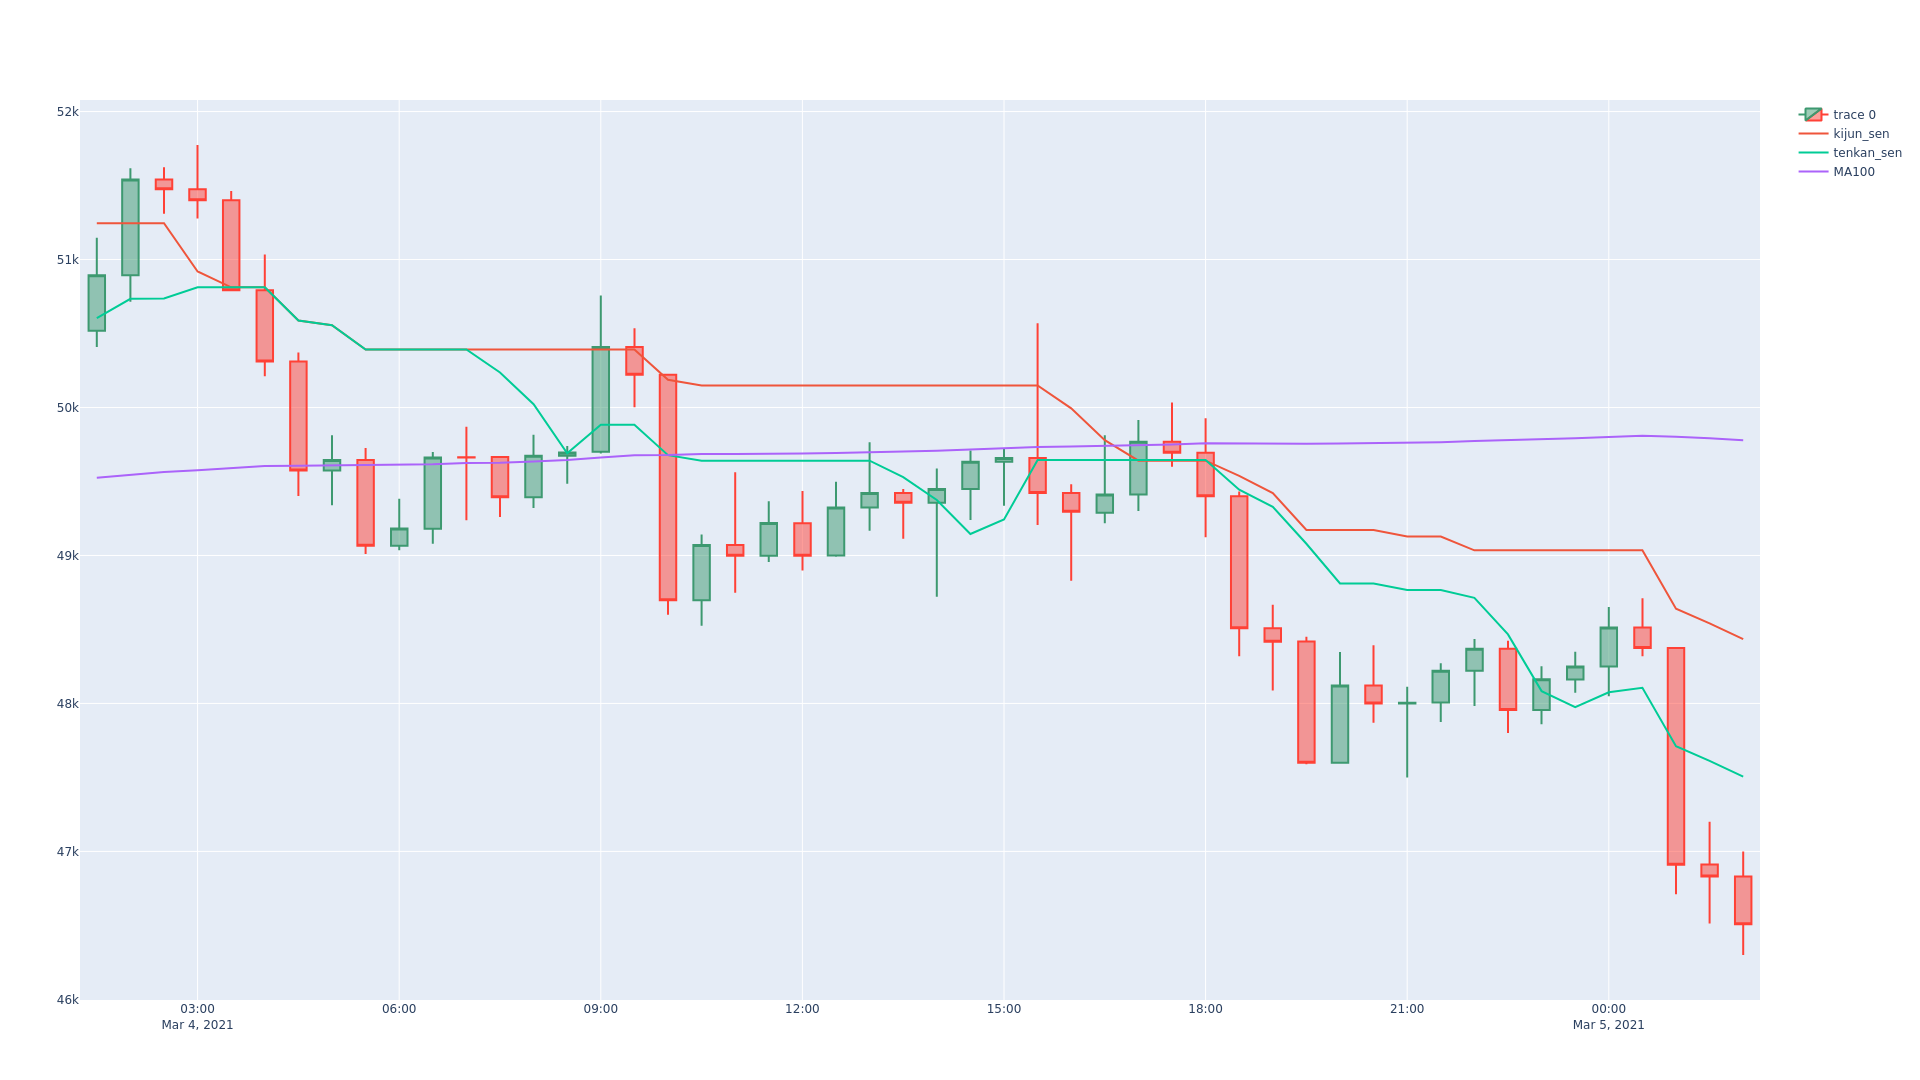 52k
51k
50k
49k
48k
47k
46k
03:00
Mar 4, 2021
06:00
09:00
12:00
15:00
18:00
21:00
00:00
Mar 5, 2021
trace 0
kijun_sen
tenkan_sen
MA100